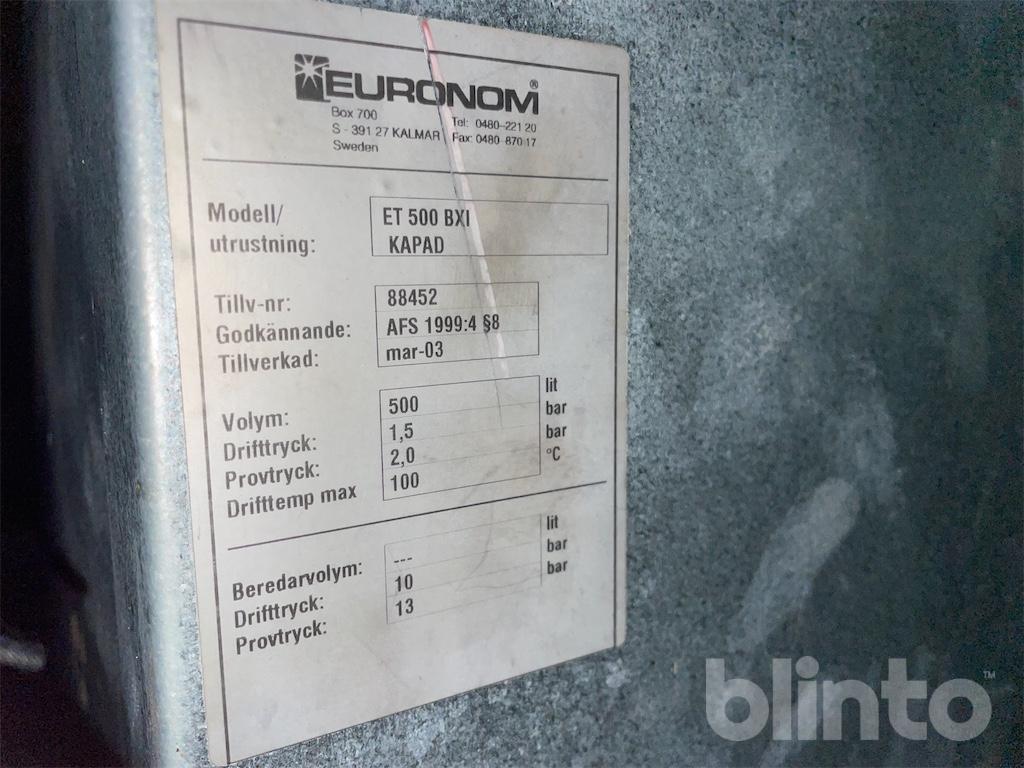 EURONOM®
Box 700
S - 391 27 KALMAR
Sweden
Tel: 0480-221 20
Fax: 0480-870 17
Modell/ ET 500 BXI
utrustning: KAPAD
Tillv-nr: 88452
Godkännande: AFS 1999:4 §8
Tillverkad: mar-03
Volym: 500 lit
Drifttryck: 1,5 bar
Provtryck: 2,0 bar
Drifttemp max 100 °C
Beredarvolym: --- lit
Drifttryck: 10 bar
Provtryck: 13 bar
blinto™